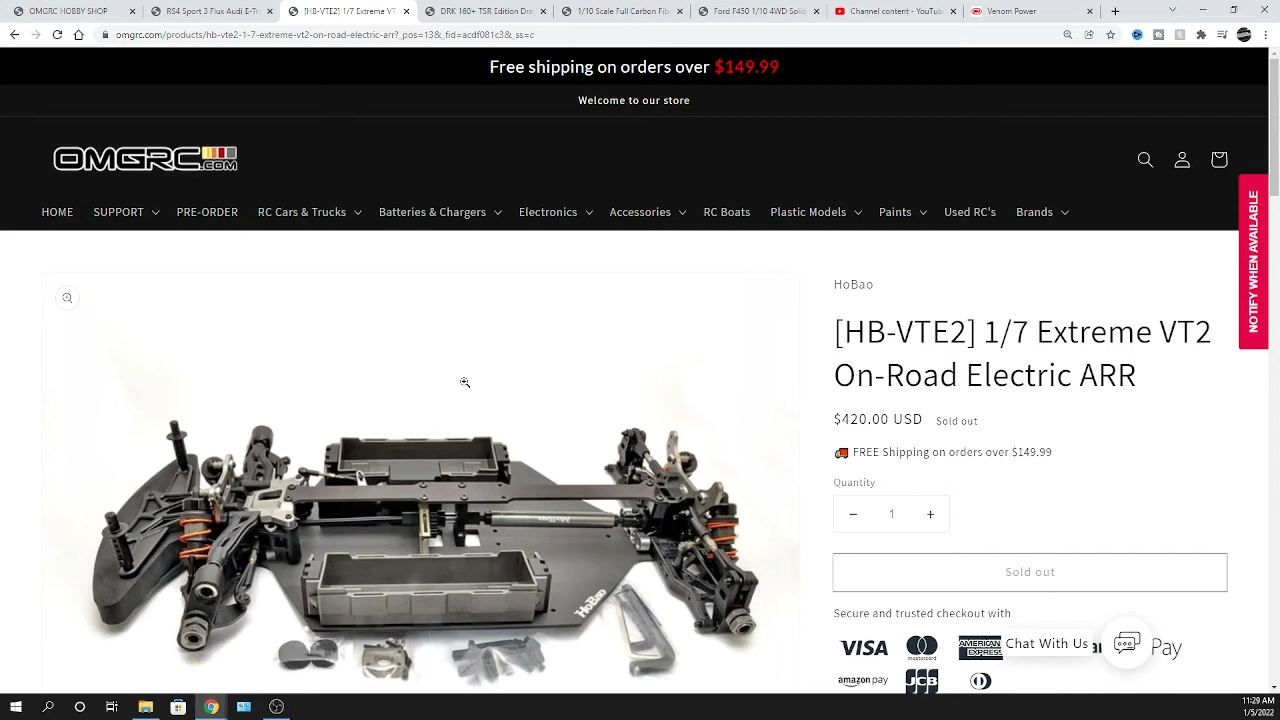 OMGRC HOBBY SHOP
RS4 Sport 3 Flux Audi E-Tr
[HB-VTE2] 1/7 Extreme VT
DRK 160+ TSR Edition Dra
1/10 Scale Full Carbon Fib
Ford F450 1/10 4WD Solid
Channel content - YouTub
Venom Power
omgrc.com/products/hb-vte2-1-7-extreme-vt2-on-road-electric-arr?_pos=13&_fid=acdf081c3&_ss=c
Free shipping on orders over $149.99
Welcome to our store
OMGRC.COM
HOME SUPPORT PRE-ORDER RC Cars & Trucks Batteries & Chargers Electronics Accessories RC Boats Plastic Models Paints Used RC's Brands
NOTIFY WHEN AVAILABLE
HoBao
[HB-VTE2] 1/7 Extreme VT2
On-Road Electric ARR
$420.00 USD Sold out
FREE Shipping on orders over $149.99
Quantity
1
Sold out
Secure and trusted checkout with
VISA mastercard AMERICAN EXPRESS Pay
Chat With Us
amazon pay JCB
HoBao
HoBao
11:29 AM
1/5/2022